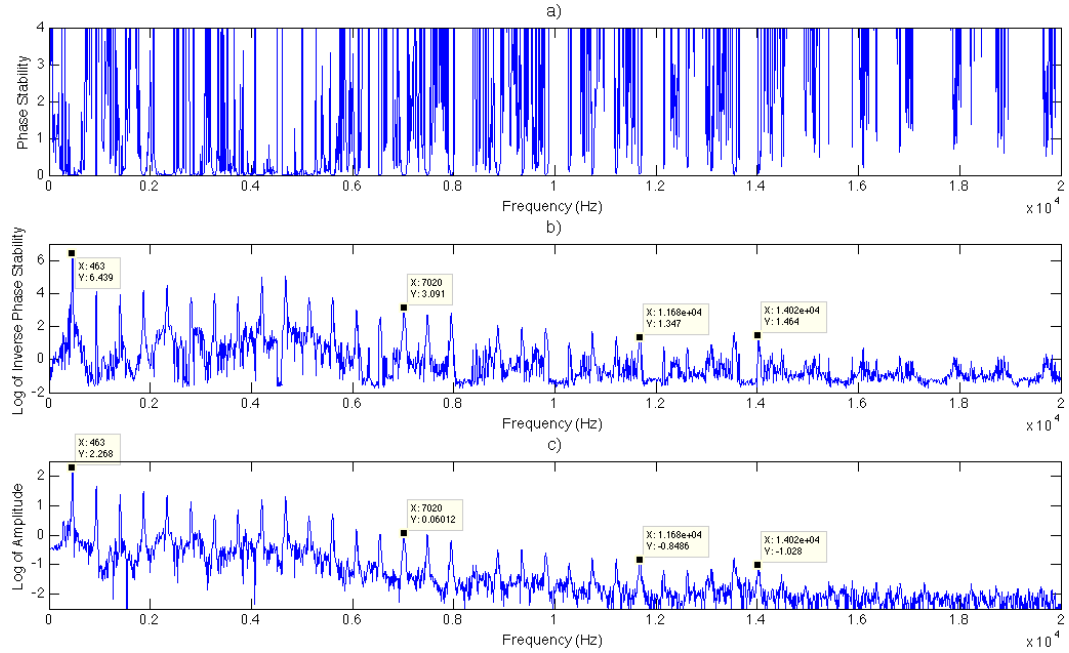 a)
Phase Stability
4
3
2
1
0
0 0.2 0.4 0.6 0.8 1 1.2 1.4 1.6 1.8 2
x 10^4
Frequency (Hz)
b)
Log of Inverse Phase Stability
6
4
2
0
-2
X: 463
Y: 6.439
X: 7020
Y: 3.091
X: 1.168e+04
Y: 1.347
X: 1.402e+04
Y: 1.464
0 0.2 0.4 0.6 0.8 1 1.2 1.4 1.6 1.8 2
x 10^4
Frequency (Hz)
c)
Log of Amplitude
2
1
0
-1
-2
X: 463
Y: 2.268
X: 7020
Y: 0.06012
X: 1.168e+04
Y: -0.8486
X: 1.402e+04
Y: -1.028
0 0.2 0.4 0.6 0.8 1 1.2 1.4 1.6 1.8 2
x 10^4
Frequency (Hz)